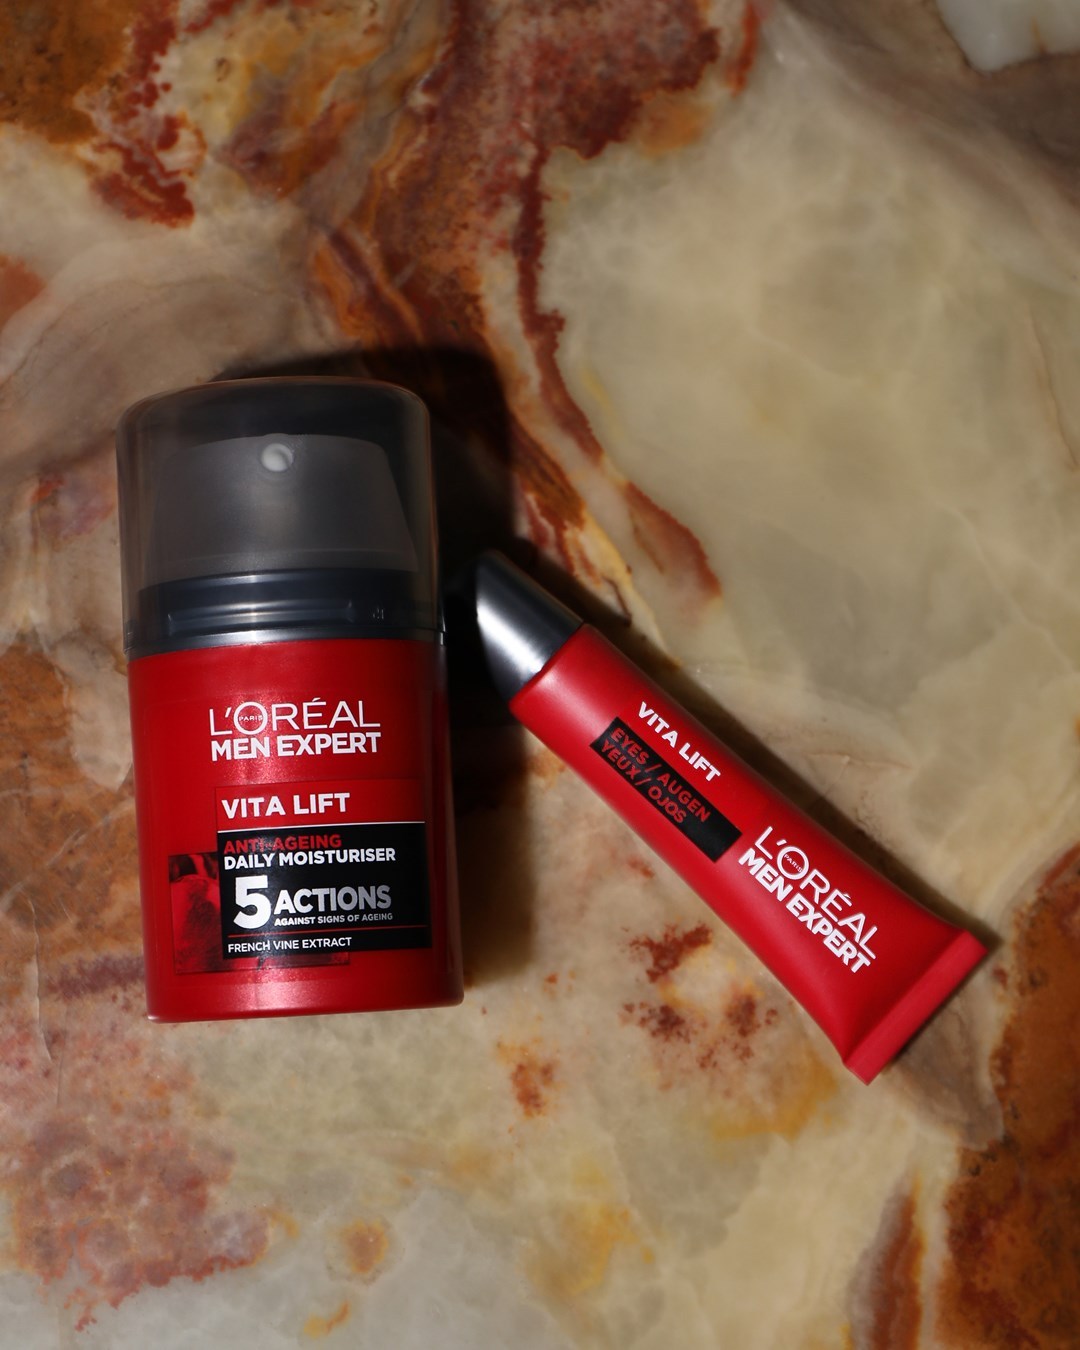 L'ORÉAL
PARIS
MEN EXPERT
VITA LIFT
ANTI-AGEING
DAILY MOISTURISER
5 ACTIONS
AGAINST SIGNS OF AGEING
FRENCH VINE EXTRACT
VITA LIFT
EYES / AUGEN
YEUX / OJOS
L'ORÉAL
PARIS
MEN EXPERT